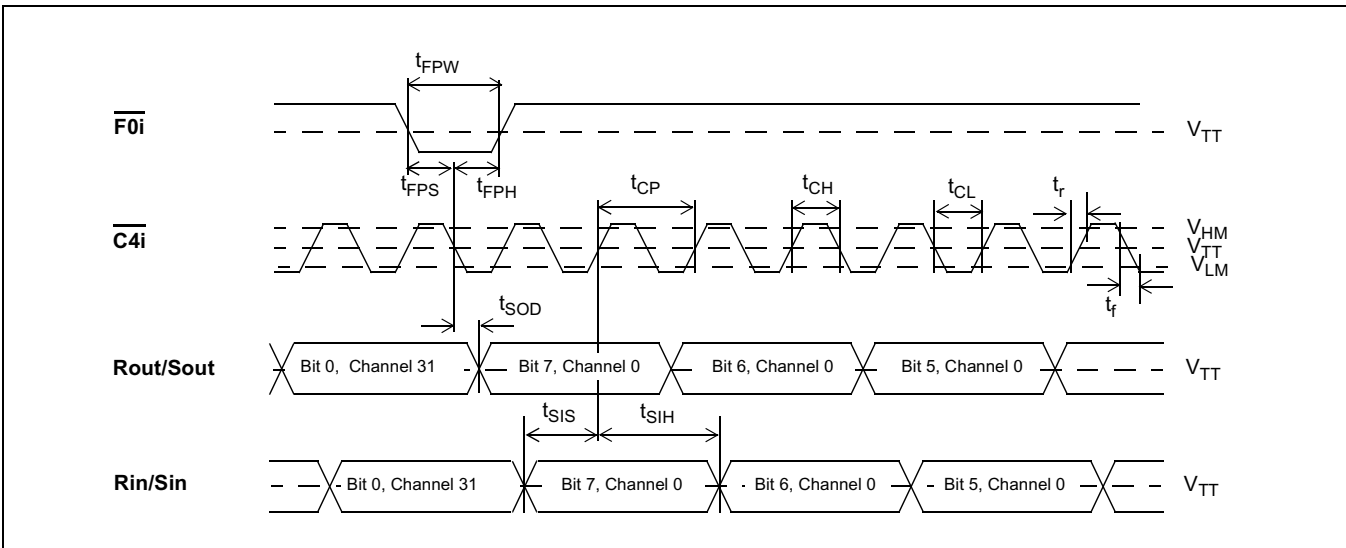 tFPW
F0i
VTT
tFPS
tFPH
tCP
tCH
tCL
tr
C4i
VHM
VTT
VLM
tSOD
tf
Rout/Sout
Bit 0, Channel 31
Bit 7, Channel 0
Bit 6, Channel 0
Bit 5, Channel 0
VTT
tSIS
tSIH
Rin/Sin
Bit 0, Channel 31
Bit 7, Channel 0
Bit 6, Channel 0
Bit 5, Channel 0
VTT